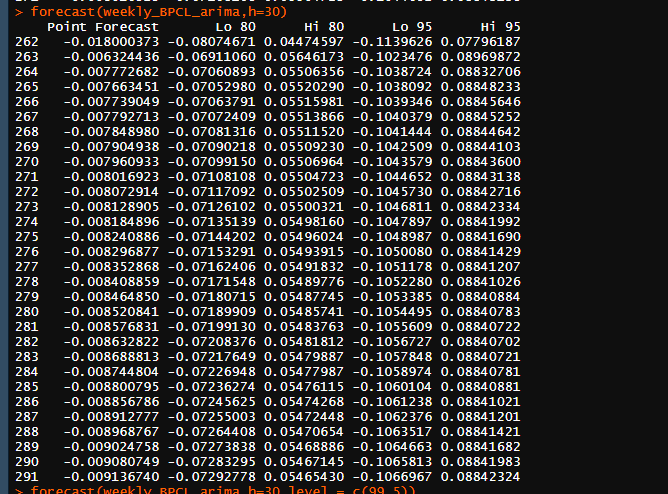 > forecast(weekly_BPCL_arima,h=30)
Point Forecast Lo 80 Hi 80 Lo 95 Hi 95
262 -0.018000373 -0.08074671 0.04474597 -0.1139626 0.07796187
263 -0.006324436 -0.06911060 0.05646173 -0.1023476 0.08969872
264 -0.007772682 -0.07060893 0.05506356 -0.1038724 0.08832706
265 -0.007663451 -0.07052980 0.05520290 -0.1038092 0.08848233
266 -0.007739049 -0.07063791 0.05515981 -0.1039346 0.08845646
267 -0.007792713 -0.07072409 0.05513866 -0.1040379 0.08845252
268 -0.007848980 -0.07081316 0.05511520 -0.1041444 0.08844642
269 -0.007904938 -0.07090218 0.05509230 -0.1042509 0.08844103
270 -0.007960933 -0.07099150 0.05506964 -0.1043579 0.08843600
271 -0.008016923 -0.07108108 0.05504723 -0.1044652 0.08843138
272 -0.008072914 -0.07117092 0.05502509 -0.1045730 0.08842716
273 -0.008128905 -0.07126102 0.05500321 -0.1046811 0.08842334
274 -0.008184896 -0.07135139 0.05498160 -0.1047897 0.08841992
275 -0.008240886 -0.07144202 0.05496024 -0.1048987 0.08841690
276 -0.008296877 -0.07153291 0.05493915 -0.1050080 0.08841429
277 -0.008352868 -0.07162406 0.05491832 -0.1051178 0.08841207
278 -0.008408859 -0.07171548 0.05489776 -0.1052280 0.08841026
279 -0.008464850 -0.07180715 0.05487745 -0.1053385 0.08840884
280 -0.008520841 -0.07189909 0.05485741 -0.1054495 0.08840783
281 -0.008576831 -0.07199130 0.05483763 -0.1055609 0.08840722
282 -0.008632822 -0.07208376 0.05481812 -0.1056727 0.08840702
283 -0.008688813 -0.07217649 0.05479887 -0.1057848 0.08840721
284 -0.008744804 -0.07226948 0.05477987 -0.1058974 0.08840781
285 -0.008800795 -0.07236274 0.05476115 -0.1060104 0.08840881
286 -0.008856786 -0.07245625 0.05474268 -0.1061238 0.08841021
287 -0.008912777 -0.07255003 0.05472448 -0.1062376 0.08841201
288 -0.008968767 -0.07264408 0.05470654 -0.1063517 0.08841421
289 -0.009024758 -0.07273838 0.05468886 -0.1064663 0.08841682
290 -0.009080749 -0.07283295 0.05467145 -0.1065813 0.08841983
291 -0.009136740 -0.07292778 0.05465430 -0.1066967 0.08842324
> forecast(weekly_BPCL_arima,h=30,level = c(99.5))